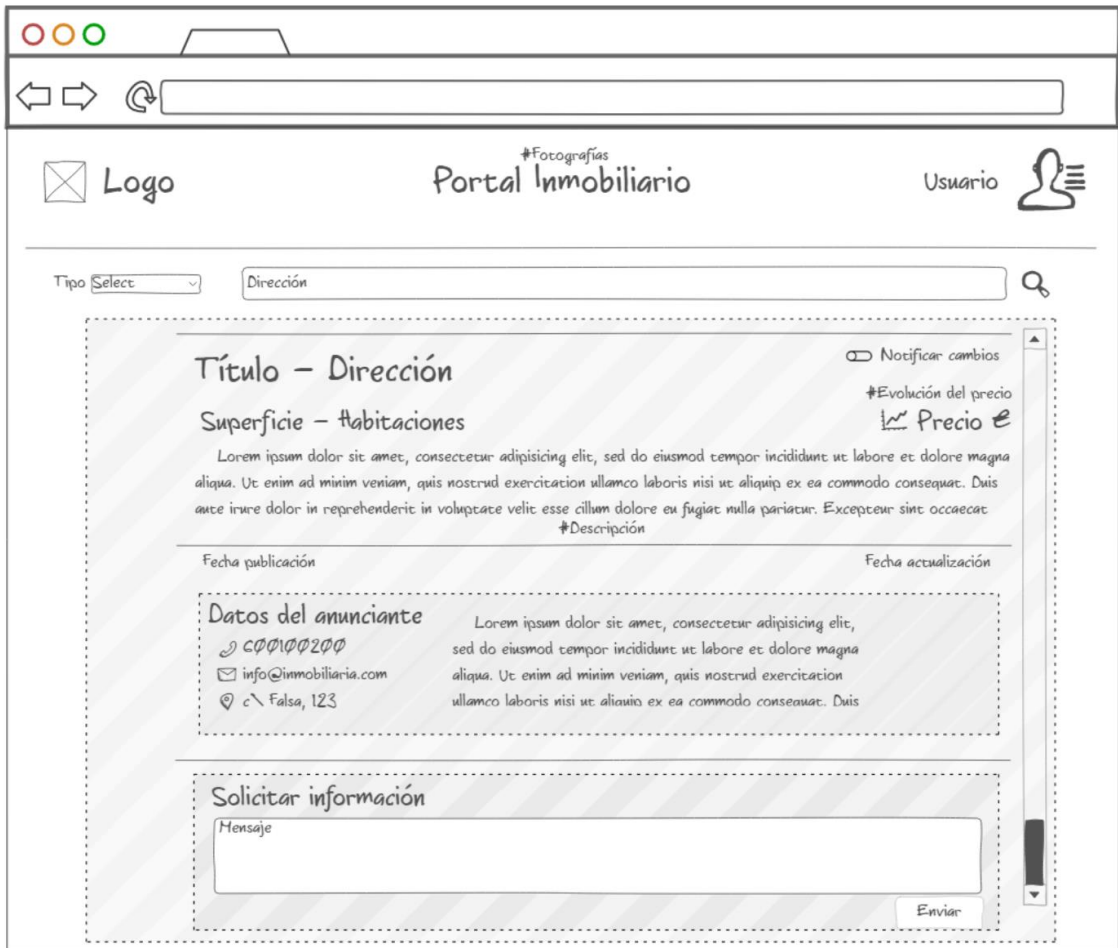 #Fotografías
Logo
Portal Inmobiliario
Usuario
Tipo Select
Dirección
Título – Dirección
Notificar cambios
#Evolución del precio
Superficie – Habitaciones
Precio €
Lorem ipsum dolor sit amet, consectetur adipisicing elit, sed do eiusmod tempor incididunt ut labore et dolore magna
aliqua. Ut enim ad minim veniam, quis nostrud exercitation ullamco laboris nisi ut aliquip ex ea commodo consequat. Duis
aute irure dolor in reprehenderit in voluptate velit esse cillum dolore eu fugiat nulla pariatur. Excepteur sint occaecat
#Descripción
Fecha publicación
Fecha actualización
Datos del anunciante
600100200
info@inmobiliaria.com
c\ Falsa, 123
Lorem ipsum dolor sit amet, consectetur adipisicing elit,
sed do eiusmod tempor incididunt ut labore et dolore magna
aliqua. Ut enim ad minim veniam, quis nostrud exercitation
ullamco laboris nisi ut aliquip ex ea commodo consequat. Duis
Solicitar información
Mensaje
Enviar